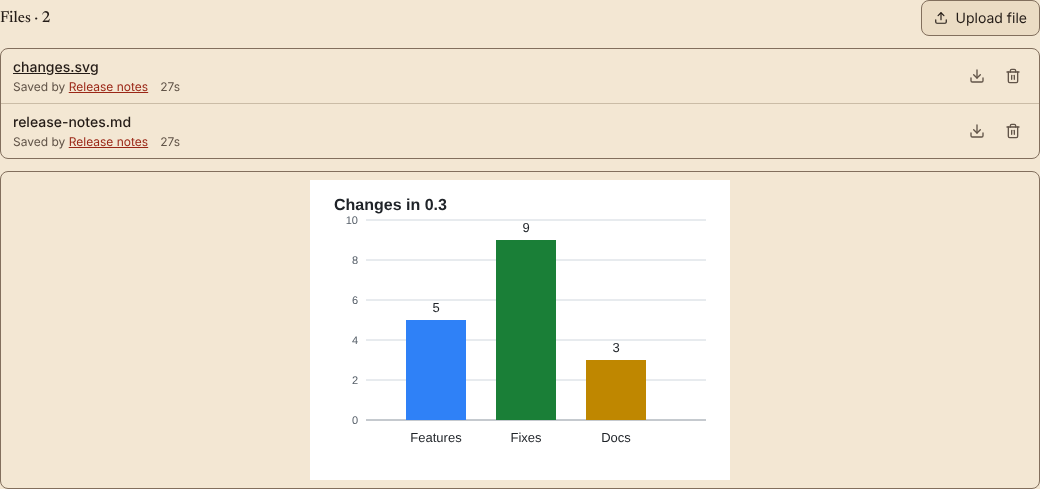 Files · 2
Upload file
changes.svg
Saved by Release notes 27s
release-notes.md
Saved by Release notes 27s
Changes in 0.3
10
8
6
4
2
0
5
9
3
Features Fixes Docs